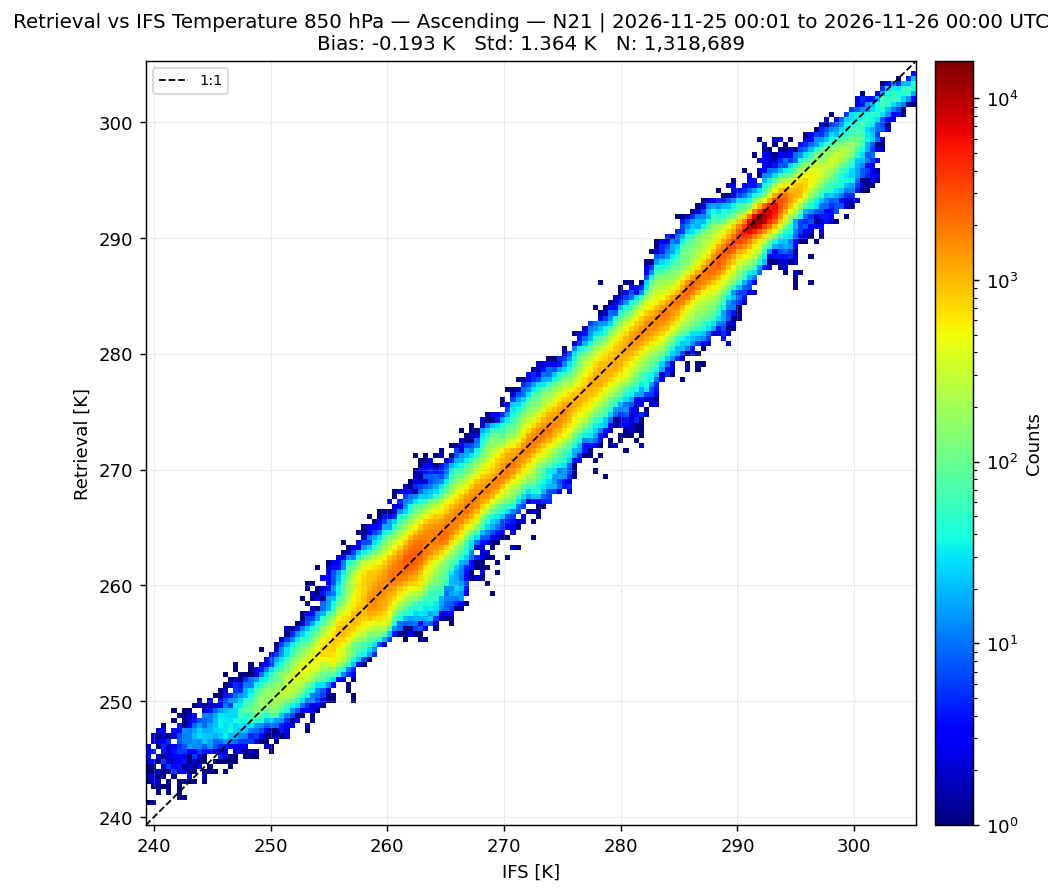 Retrieval vs IFS Temperature 850 hPa — Ascending — N21 | 2026-11-25 00:01 to 2026-11-26 00:00 UTC
Bias: -0.193 K   Std: 1.364 K   N: 1,318,689
1:1
300
290
280
270
260
250
240
Retrieval [K]
240 250 260 270 280 290 300
IFS [K]
10⁴
10³
10²
10¹
10⁰
Counts